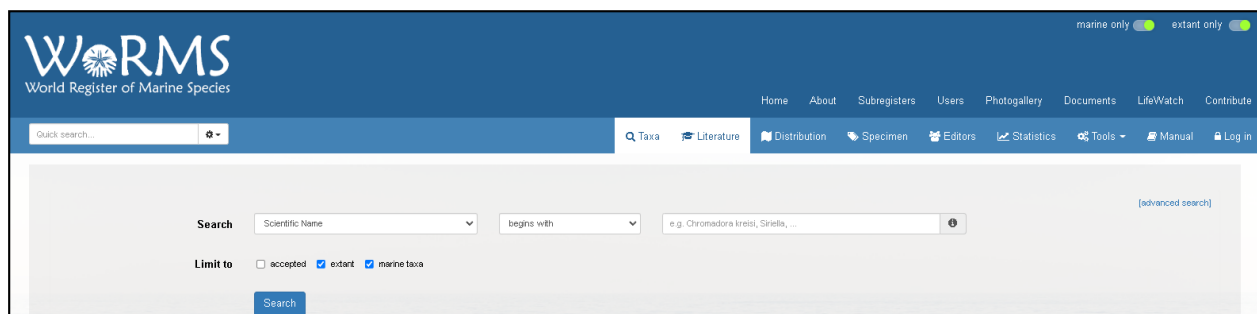 marine only extant only
WoRMS
World Register of Marine Species
Home About Subregisters Users Photogallery Documents LifeWatch Contribute
Quick search... Taxa Literature Distribution Specimen Editors Statistics Tools Manual Log in
[advanced search]
Search Scientific Name begins with e.g. Chromadora kreisi, Siriella, ...
Limit to accepted extant marine taxa
Search